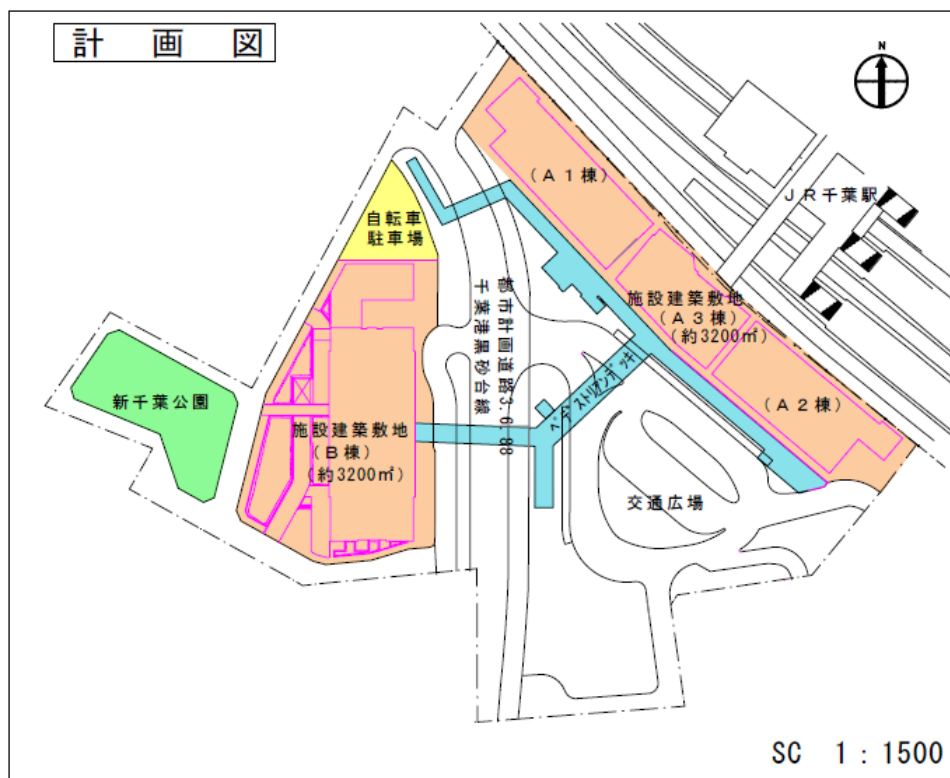 計画図
N
(A1棟)
JR千葉駅
自転車
駐車場
都市計画道路3.6.88
千葉港黒砂台線
施設建築敷地
(A3棟)
(約3200㎡)
ペデストリアンデッキ
(A2棟)
新千葉公園
施設建築敷地
(B棟)
(約3200㎡)
交通広場
SC 1:1500